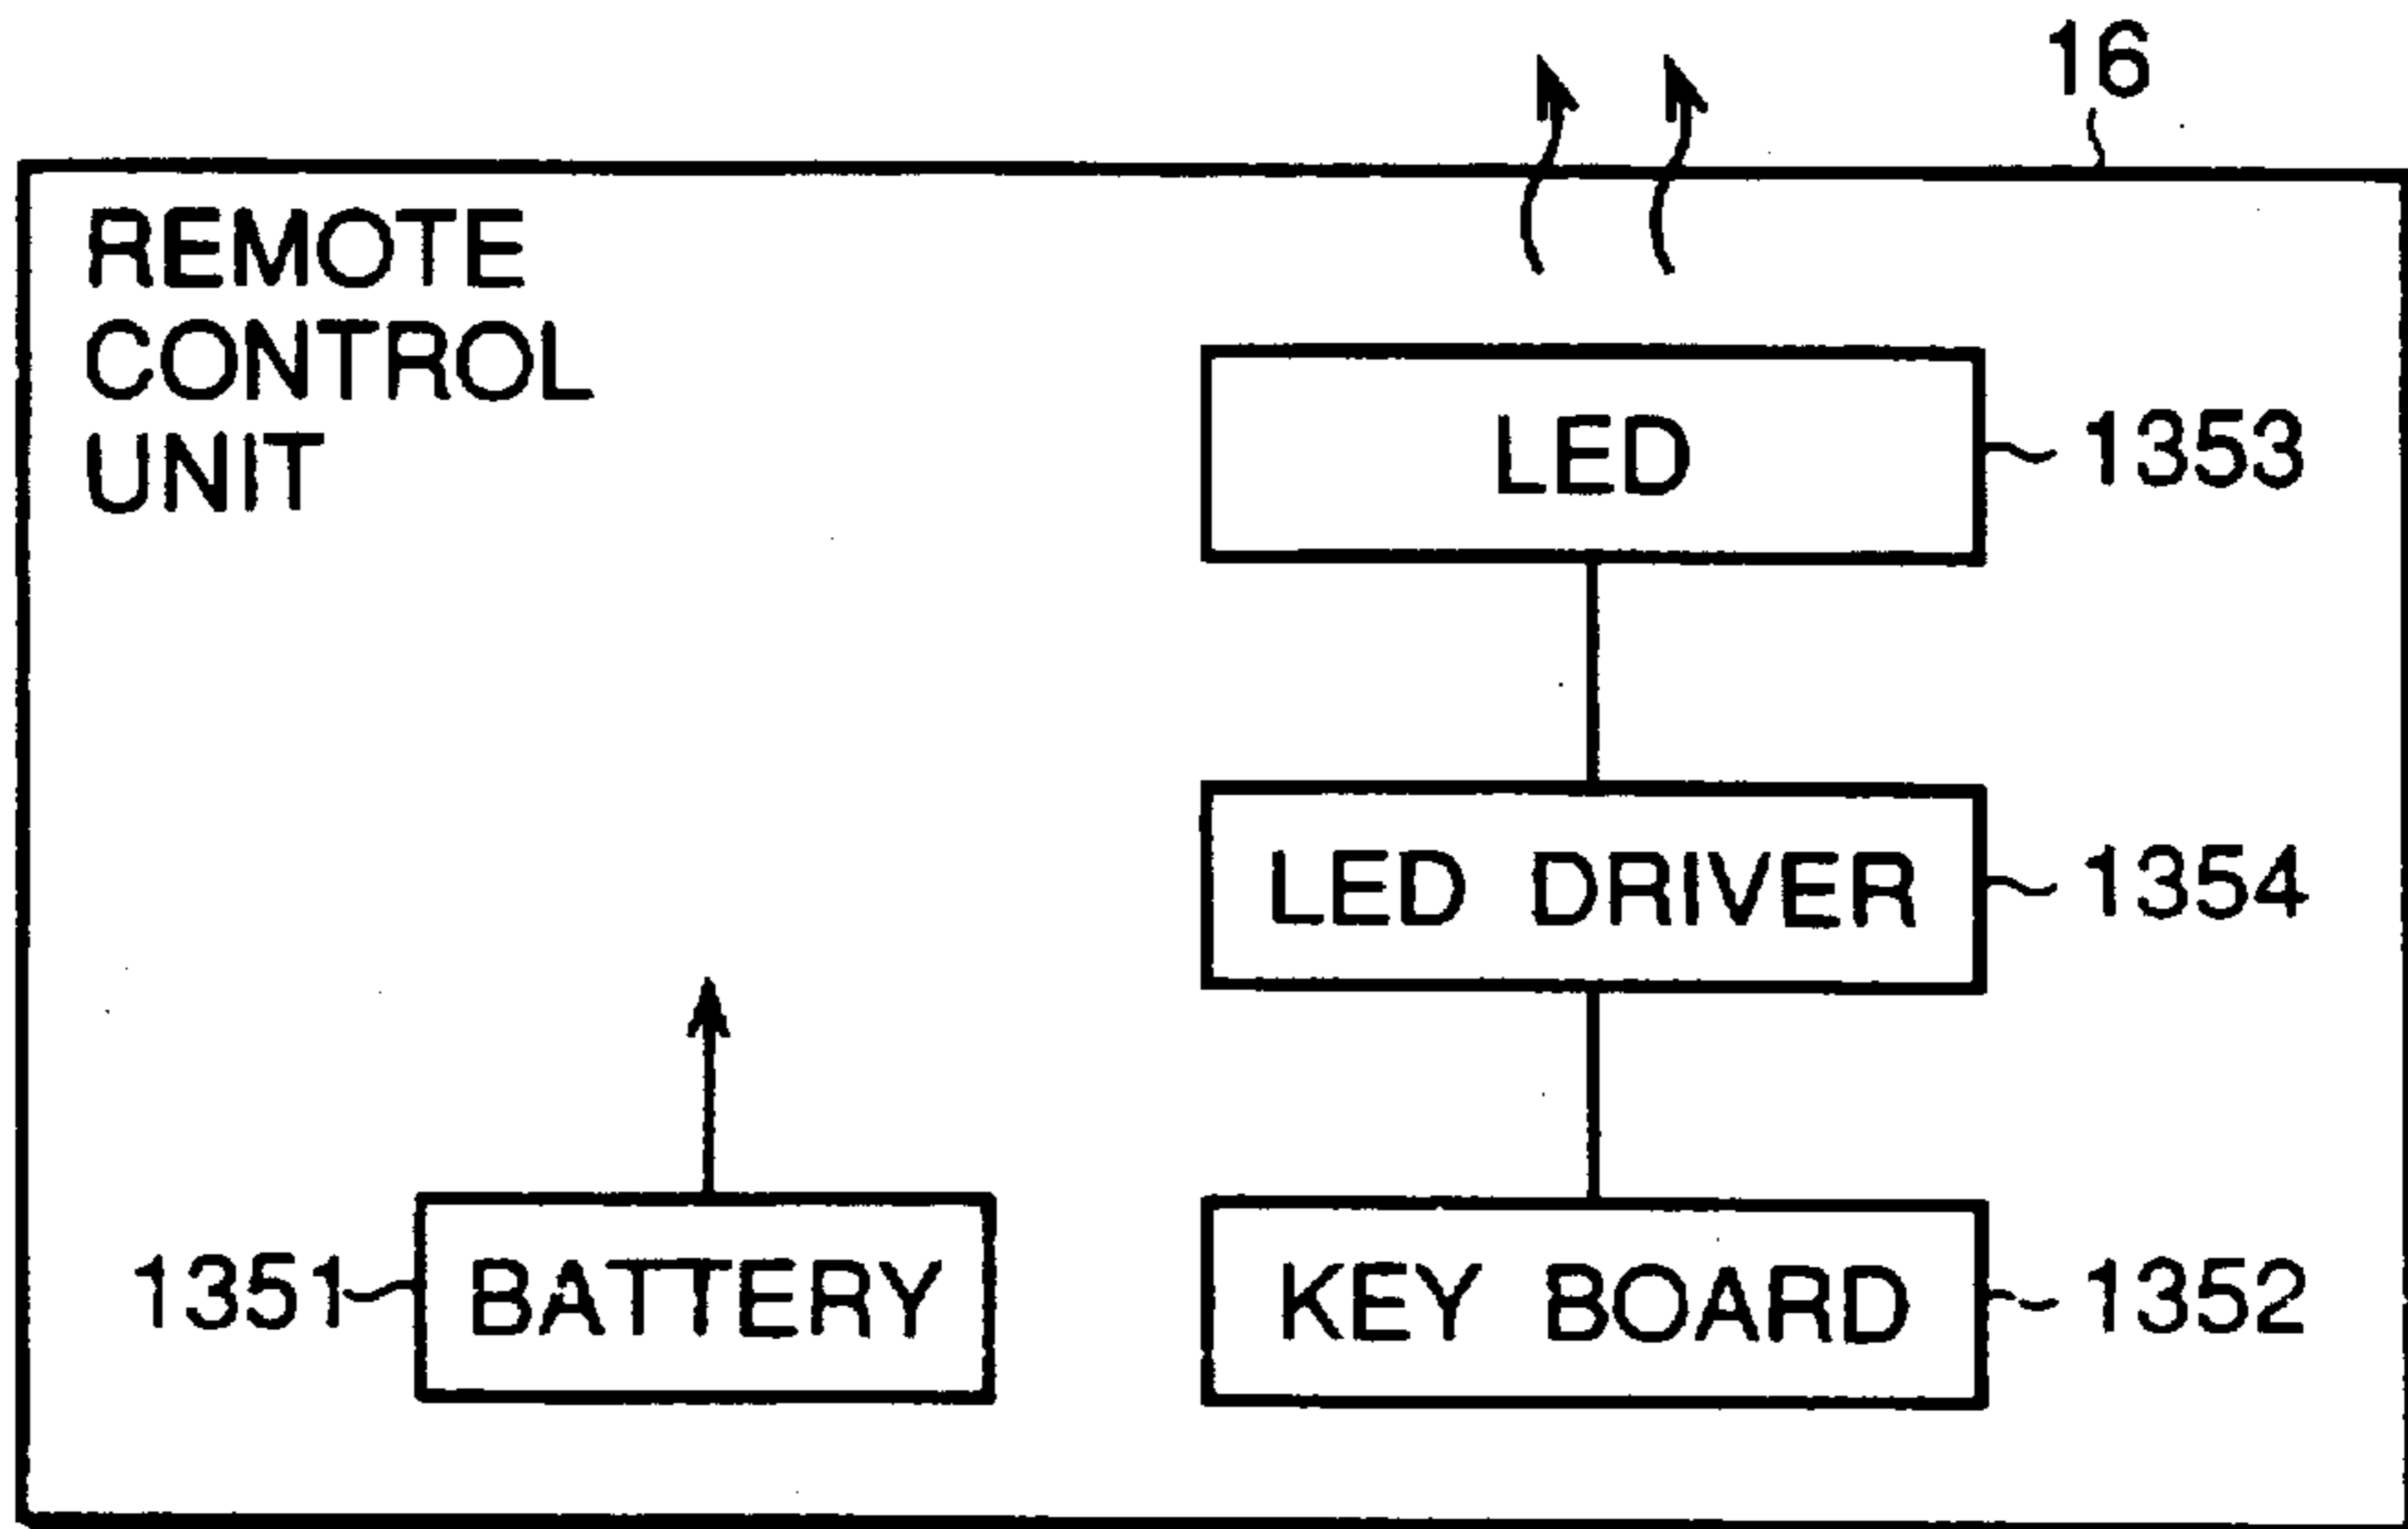 16
REMOTE
CONTROL
UNIT
LED
1353
LED DRIVER
1354
1351
BATTERY
KEY BOARD
1352